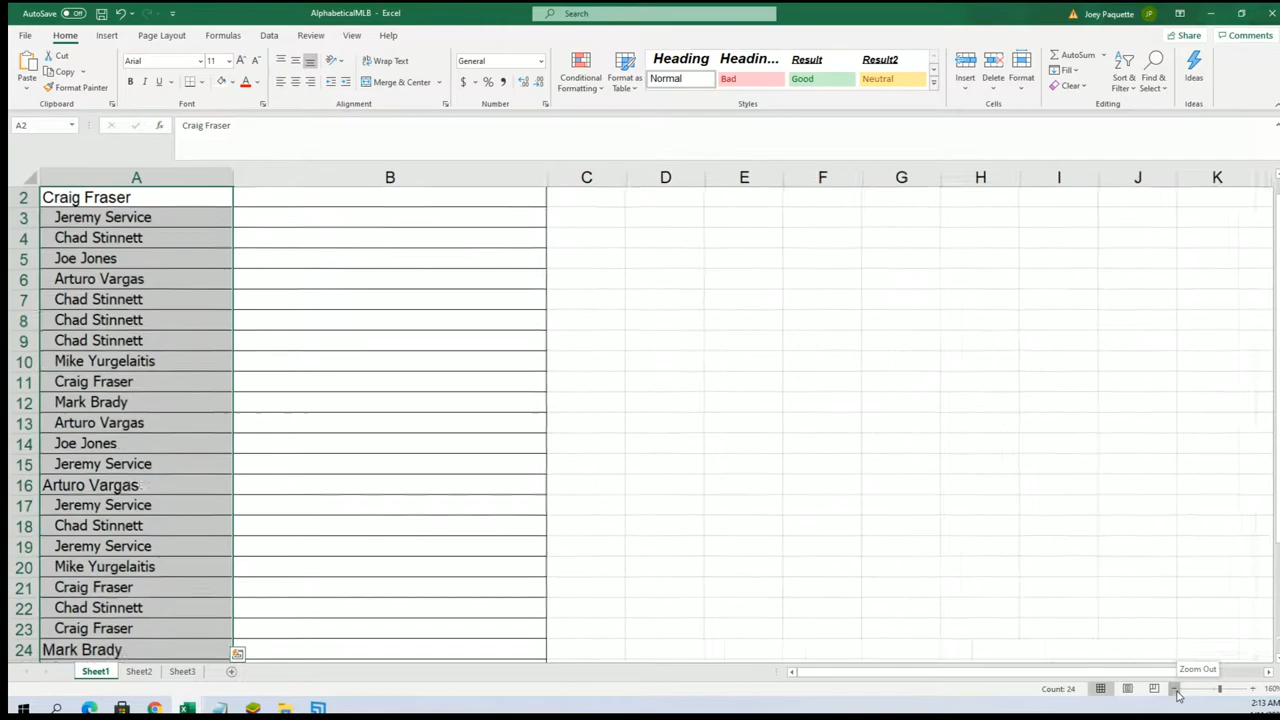 AutoSave Off AlphabeticalMLB - Excel Search Joey Paquette JP
File Home Insert Page Layout Formulas Data Review View Help Share Comments
Paste Cut Copy Format Painter Clipboard
Arial 11 B I U A A Font
Wrap Text Merge & Center Alignment
General $ % Number
Conditional Formatting Format as Table
Heading Headin... Result Result2
Normal Bad Good Neutral
Styles
Insert Delete Format Cells
AutoSum Fill Clear Sort & Filter Find & Select Editing
Ideas Ideas
A2 fx Craig Fraser
A B C D E F G H I J K
2 Craig Fraser
3 Jeremy Service
4 Chad Stinnett
5 Joe Jones
6 Arturo Vargas
7 Chad Stinnett
8 Chad Stinnett
9 Chad Stinnett
10 Mike Yurgelaitis
11 Craig Fraser
12 Mark Brady
13 Arturo Vargas
14 Joe Jones
15 Jeremy Service
16 Arturo Vargas
17 Jeremy Service
18 Chad Stinnett
19 Jeremy Service
20 Mike Yurgelaitis
21 Craig Fraser
22 Chad Stinnett
23 Craig Fraser
24 Mark Brady
Sheet1 Sheet2 Sheet3 Zoom Out
Count: 24 160%
2:13 AM